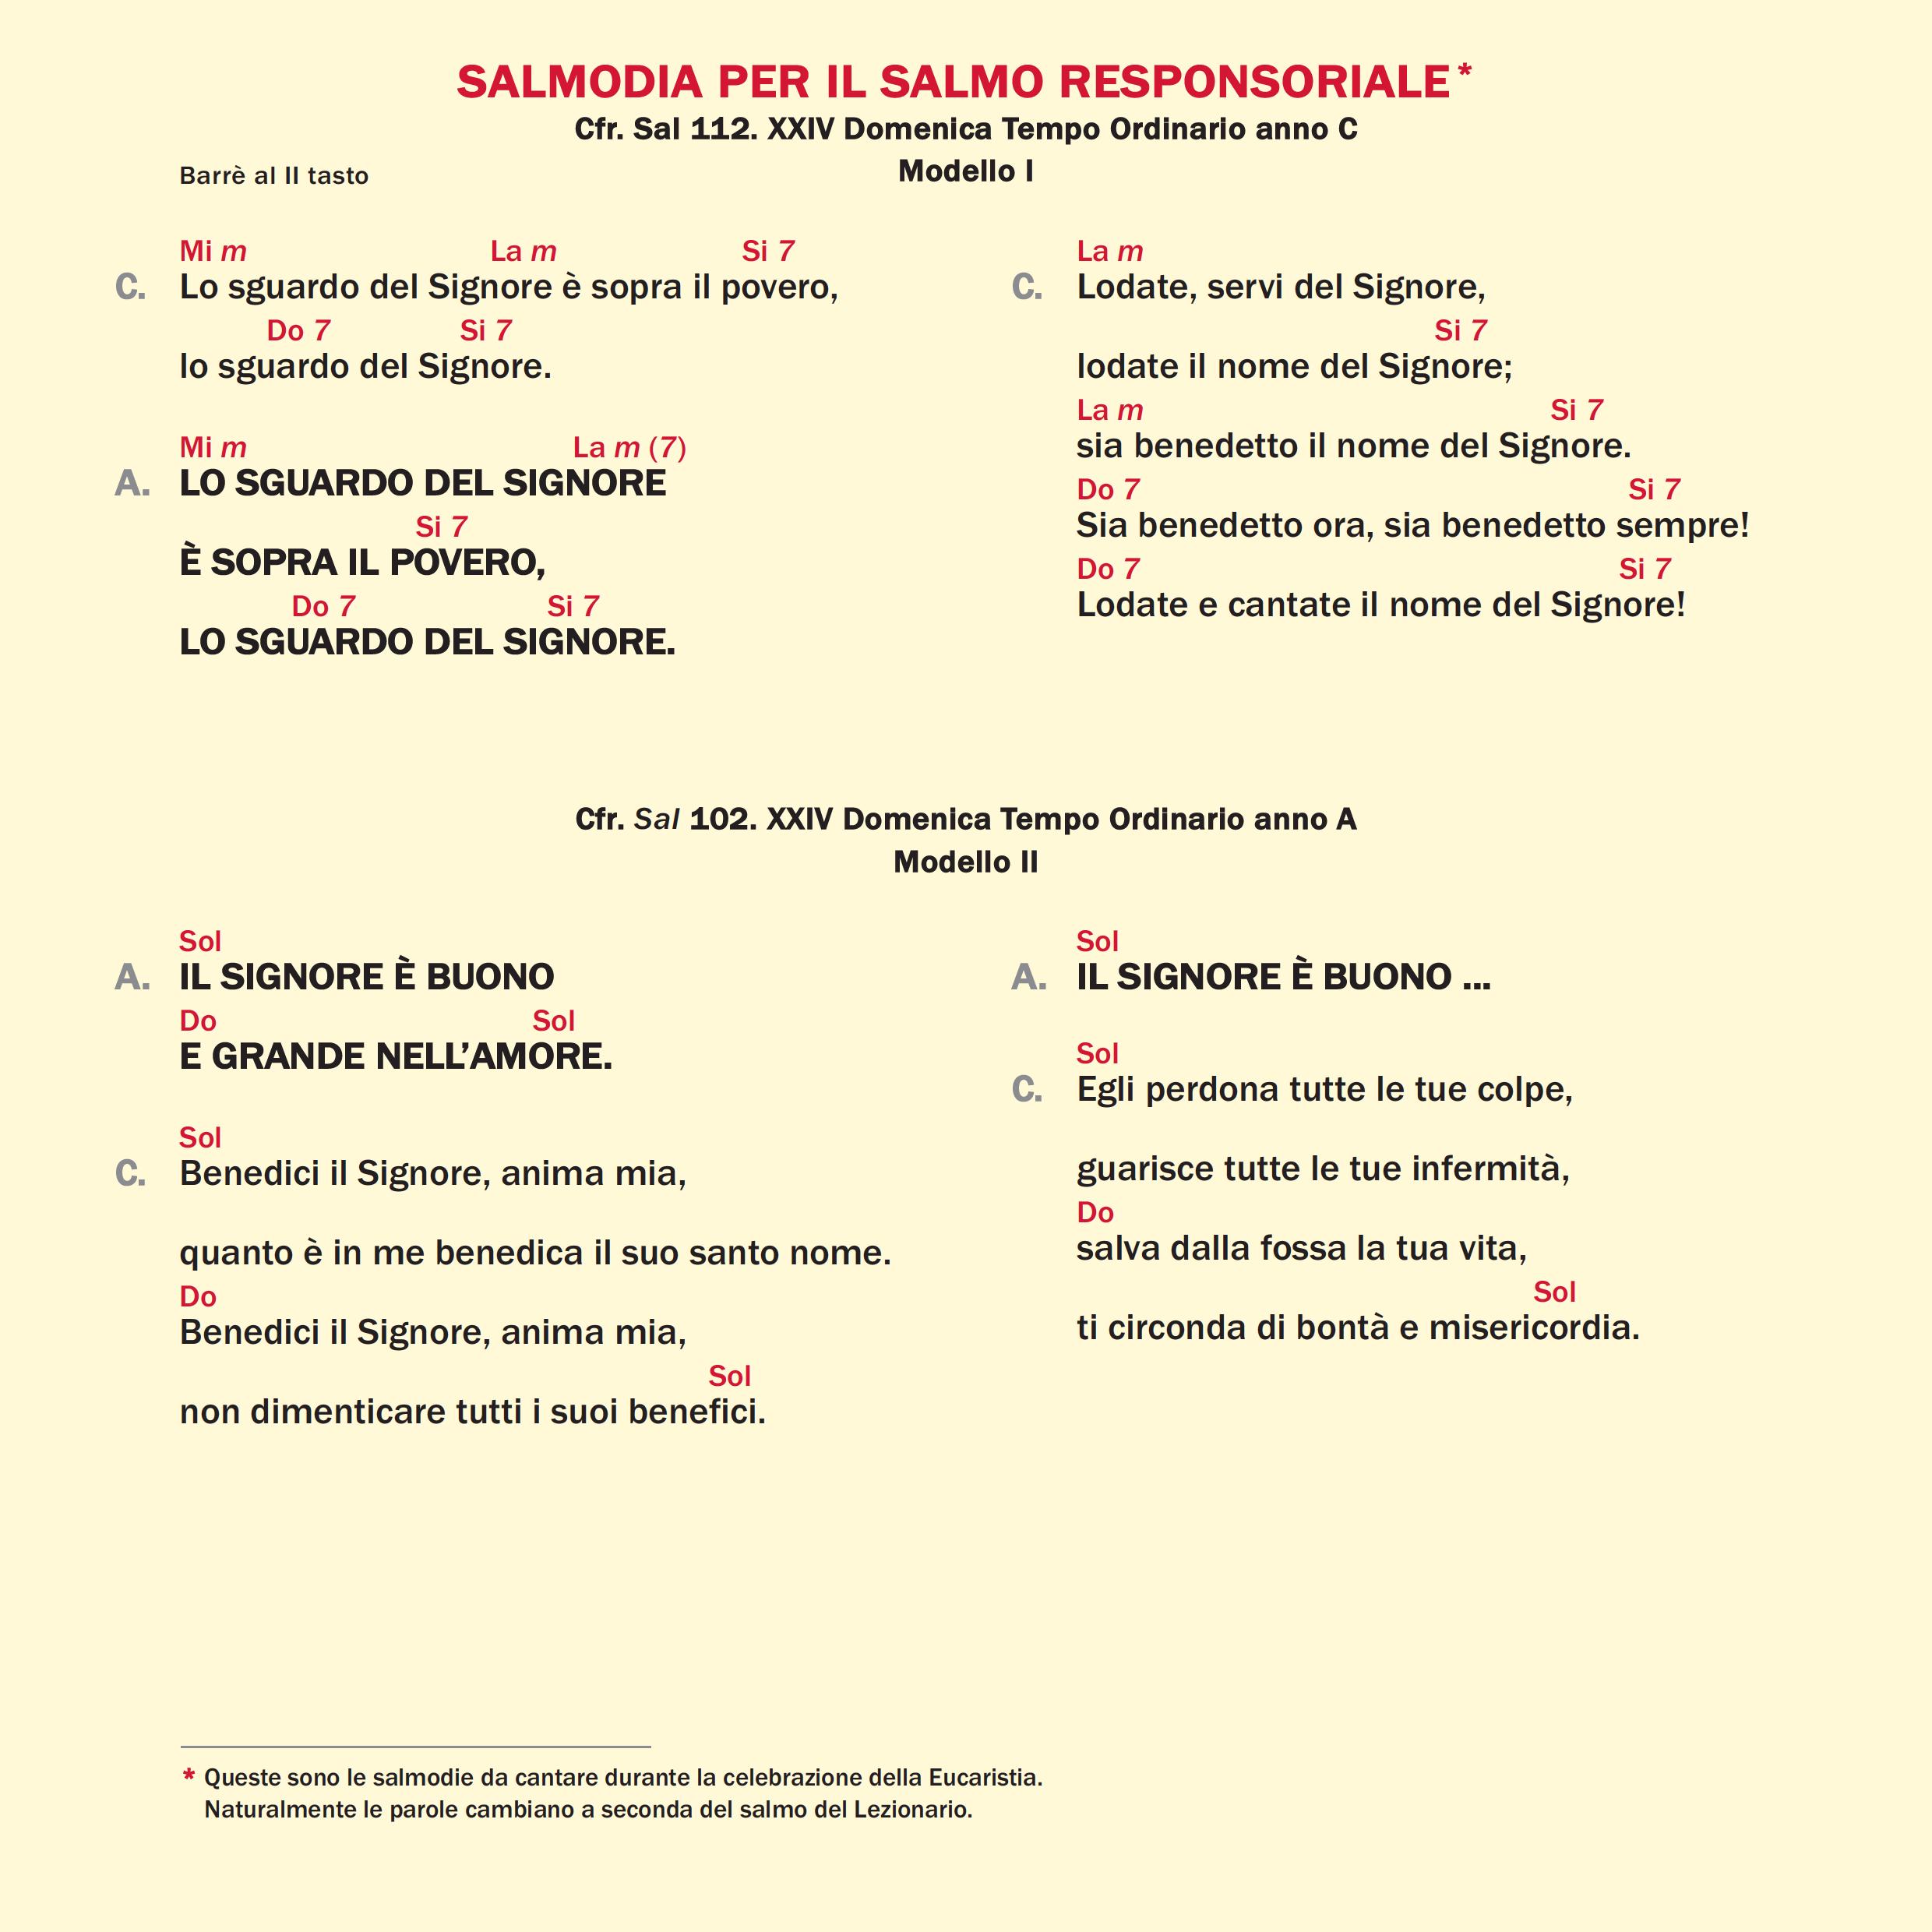 SALMODIA PER IL SALMO RESPONSORIALE*
Cfr. Sal 112. XXIV Domenica Tempo Ordinario anno C
Modello I
Barrè al II tasto
Mi m La m Si 7
C. Lo sguardo del Signore è sopra il povero,
Do 7 Si 7
lo sguardo del Signore.
Mi m La m (7)
A. LO SGUARDO DEL SIGNORE
Si 7
È SOPRA IL POVERO,
Do 7 Si 7
LO SGUARDO DEL SIGNORE.
La m
C. Lodate, servi del Signore,
Si 7
lodate il nome del Signore;
La m Si 7
sia benedetto il nome del Signore.
Do 7 Si 7
Sia benedetto ora, sia benedetto sempre!
Do 7 Si 7
Lodate e cantate il nome del Signore!
Cfr. Sal 102. XXIV Domenica Tempo Ordinario anno A
Modello II
Sol
A. IL SIGNORE È BUONO
Do Sol
E GRANDE NELL’AMORE.
Sol
C. Benedici il Signore, anima mia,
quanto è in me benedica il suo santo nome.
Do
Benedici il Signore, anima mia,
Sol
non dimenticare tutti i suoi benefici.
Sol
A. IL SIGNORE È BUONO ...
Sol
C. Egli perdona tutte le tue colpe,
guarisce tutte le tue infermità,
Do
salva dalla fossa la tua vita,
Sol
ti circonda di bontà e misericordia.
* Queste sono le salmodie da cantare durante la celebrazione della Eucaristia.
Naturalmente le parole cambiano a seconda del salmo del Lezionario.